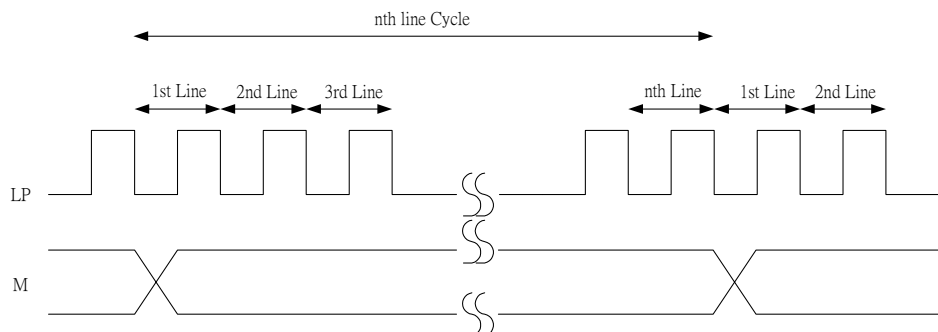 nth line Cycle
1st Line 2nd Line 3rd Line nth Line 1st Line 2nd Line
LP
M